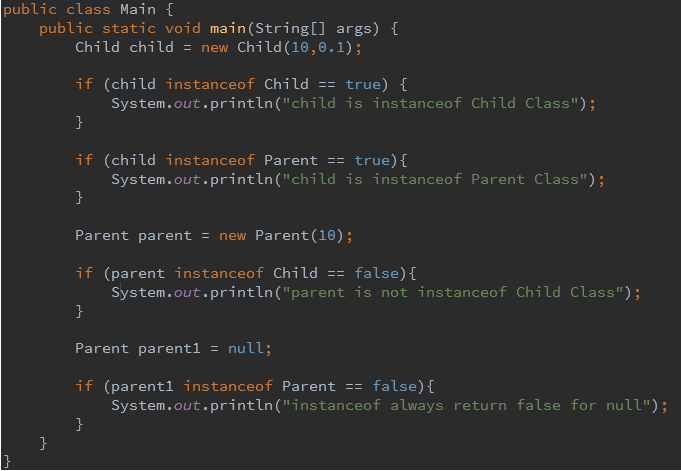 public class Main {
    public static void main(String[] args) {
        Child child = new Child(10,0.1);
        if (child instanceof Child == true) {
            System.out.println("child is instanceof Child Class");
        }
        if (child instanceof Parent == true){
            System.out.println("child is instanceof Parent Class");
        }
        Parent parent = new Parent(10);
        if (parent instanceof Child == false){
            System.out.println("parent is not instanceof Child Class");
        }
        Parent parent1 = null;
        if (parent1 instanceof Parent == false){
            System.out.println("instanceof always return false for null");
        }
    }
}